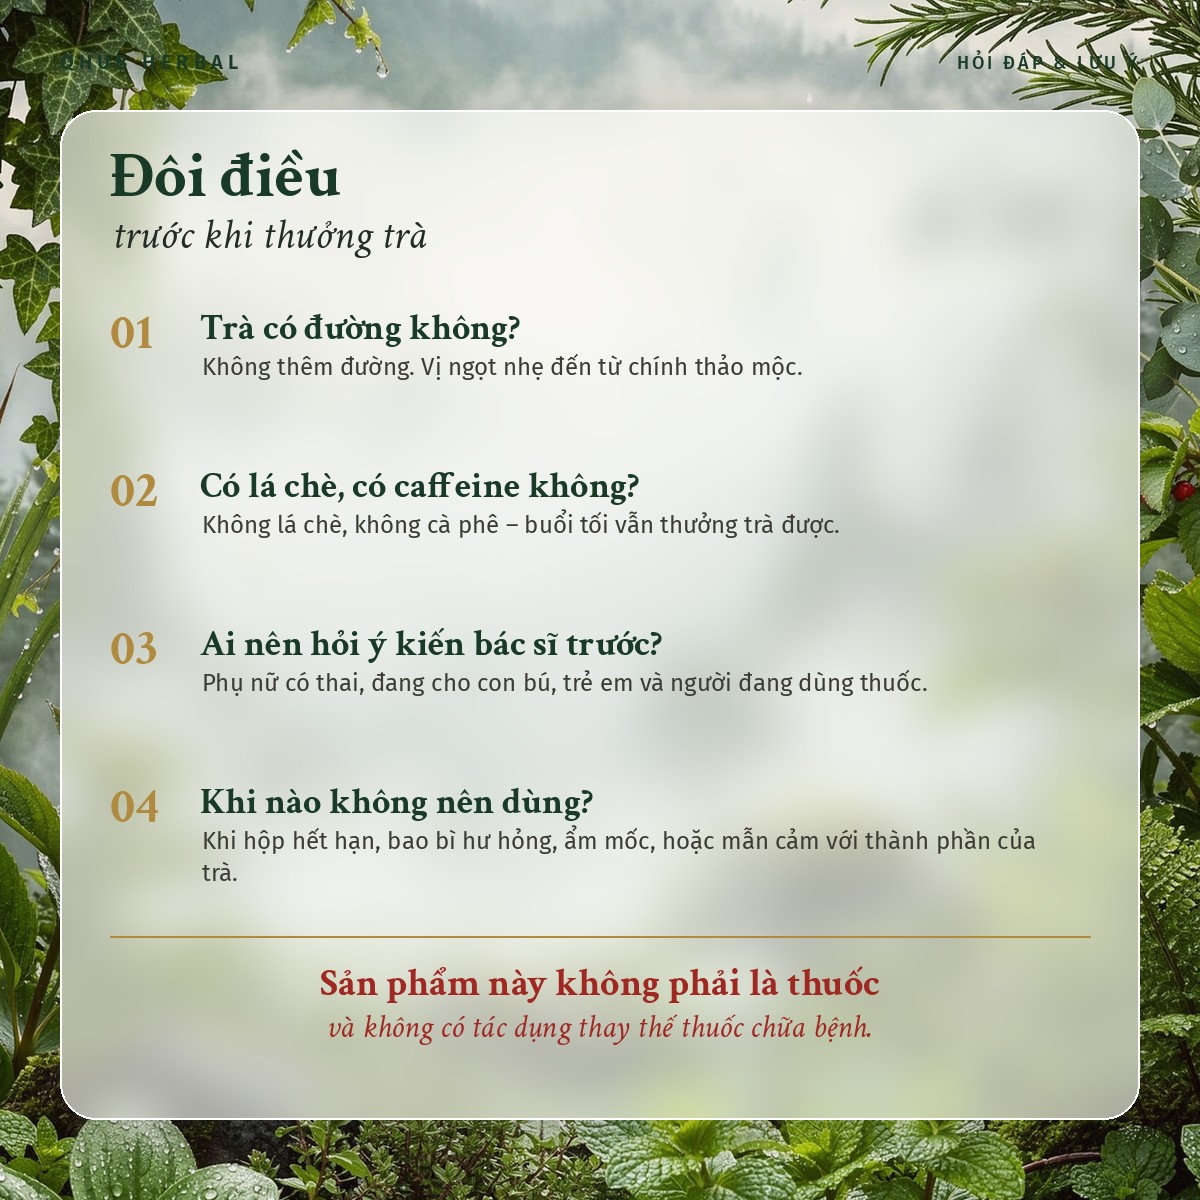 HERBAL
HỎI ĐÁP & LƯU Ý
Đôi điều
trước khi thưởng trà
01
Trà có đường không?
Không thêm đường. Vị ngọt nhẹ đến từ chính thảo mộc.
02
Có lá chè, có caffeine không?
Không lá chè, không cà phê – buổi tối vẫn thưởng trà được.
03
Ai nên hỏi ý kiến bác sĩ trước?
Phụ nữ có thai, đang cho con bú, trẻ em và người đang dùng thuốc.
04
Khi nào không nên dùng?
Khi hộp hết hạn, bao bì hư hỏng, ẩm mốc, hoặc mẫn cảm với thành phần của
trà.
Sản phẩm này không phải là thuốc
và không có tác dụng thay thế thuốc chữa bệnh.